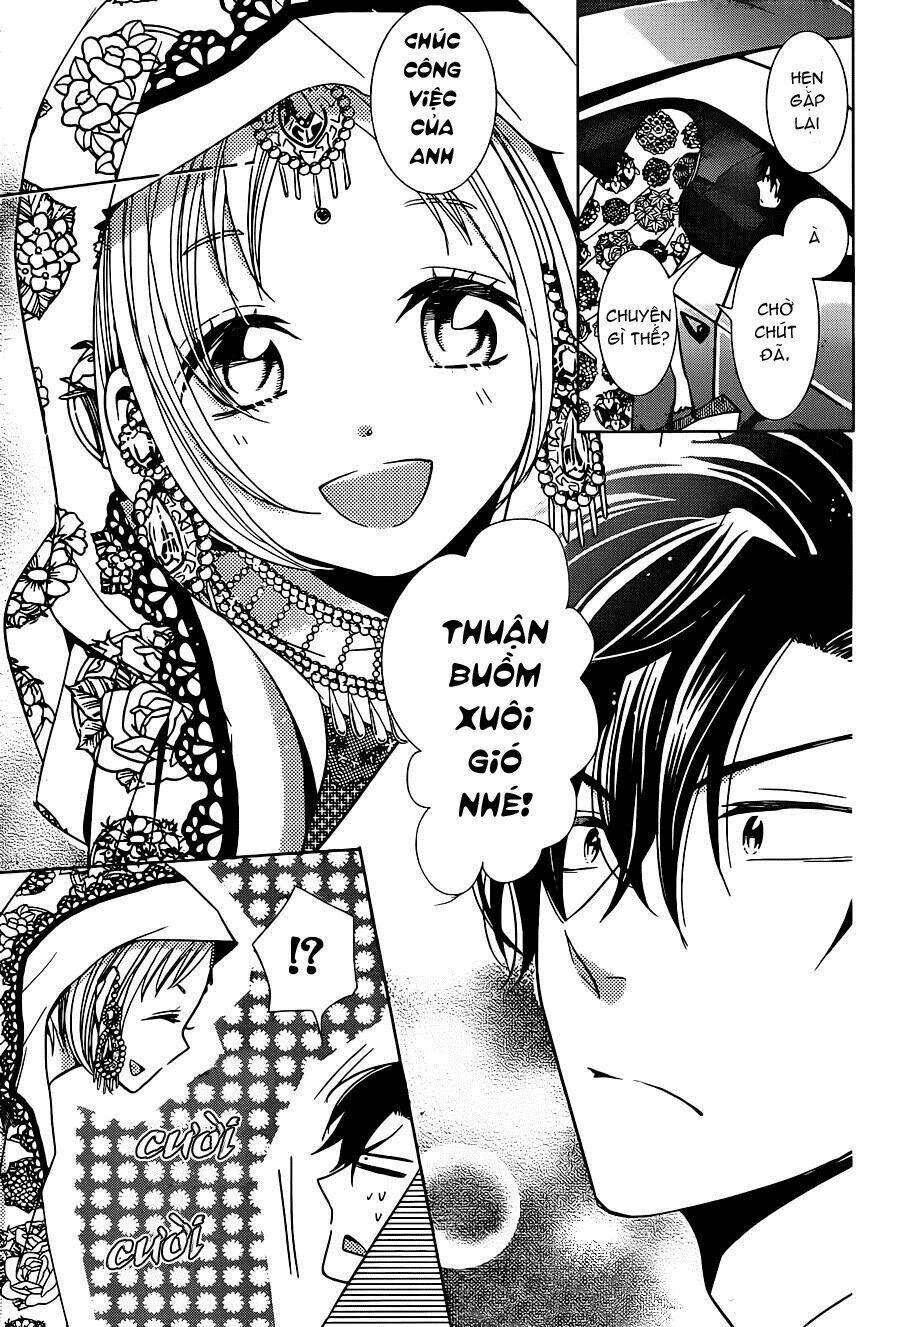 HẸN
GẶP
LẠI
À
CHỜ
CHÚT
ĐÃ,
CHUYỆN
GÌ THẾ?
CHÚC
CÔNG
VIỆC
CỦA
ANH
THUẬN
BUỒM
XUÔI
GIÓ
NHÉ!
!?
CƯỜI
CƯỜI